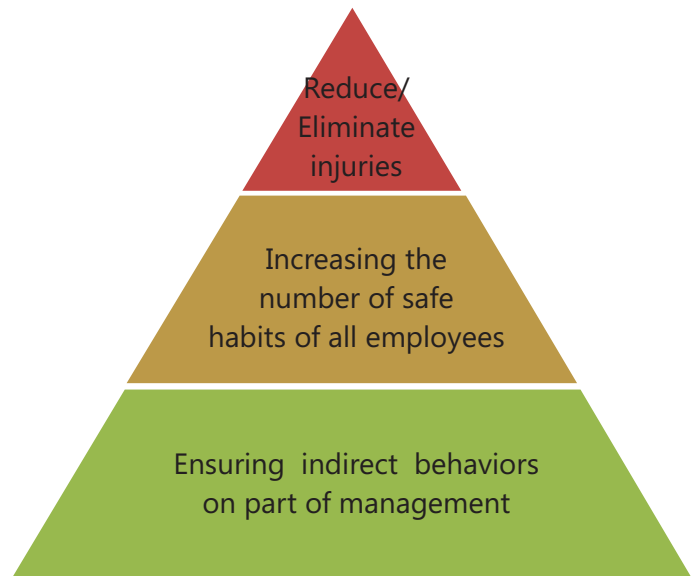 Reduce/
Eliminate
injuries
Increasing the
number of safe
habits of all employees
Ensuring indirect behaviors
on part of management